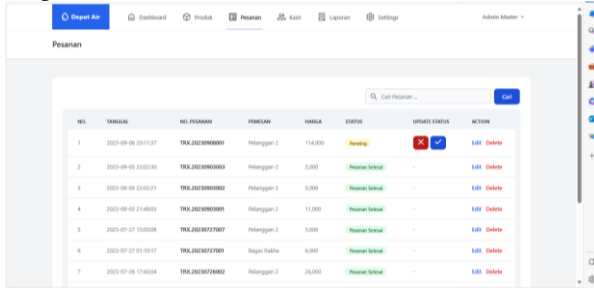 Depot Air Dashboard Produk Pesanan Kasir Laporan Settings Admin Master
Pesanan
Cari Pesanan ... Cari
NO. TANGGAL NO. PESANAN PEMESAN HARGA STATUS UPDATE STATUS ACTION
1 2023-09-08 20:11:37 TRX.20230908001 Pelanggan 2 114,000 Pending Edit Delete
2 2023-09-03 22:02:30 TRX.20230903003 Pelanggan 2 5,000 Pesanan Selesai - Edit Delete
3 2023-09-03 22:02:21 TRX.20230903002 Pelanggan 2 5,000 Pesanan Selesai - Edit Delete
4 2023-09-03 21:49:03 TRX.20230903001 Pelanggan 2 11,000 Pesanan Selesai - Edit Delete
5 2023-07-27 15:03:08 TRX.20230727007 Pelanggan 2 5,000 Pesanan Selesai - Edit Delete
6 2023-07-27 01:16:17 TRX.20230727001 Bagas Rakha 6,000 Pesanan Selesai - Edit Delete
7 2023-07-26 17:43:04 TRX.20230726002 Pelanggan 2 26,000 Pesanan Selesai - Edit Delete